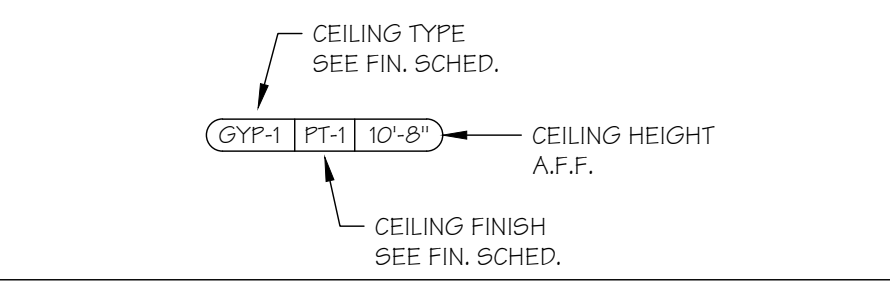 CEILING TYPE
SEE FIN. SCHED.
GYP-1 PT-1 10'-8"
CEILING HEIGHT
A.F.F.
CEILING FINISH
SEE FIN. SCHED.